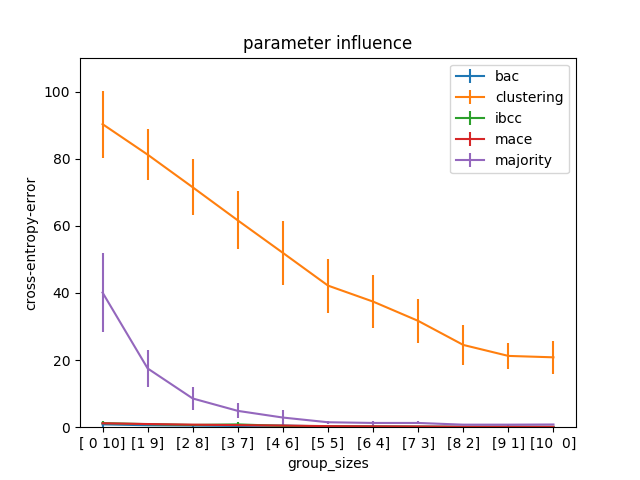 parameter influence
100
80
60
40
20
0
cross-entropy-error
bac
clustering
ibcc
mace
majority
[ 0 10] [1 9] [2 8] [3 7] [4 6] [5 5] [6 4] [7 3] [8 2] [9 1] [10  0]
group_sizes